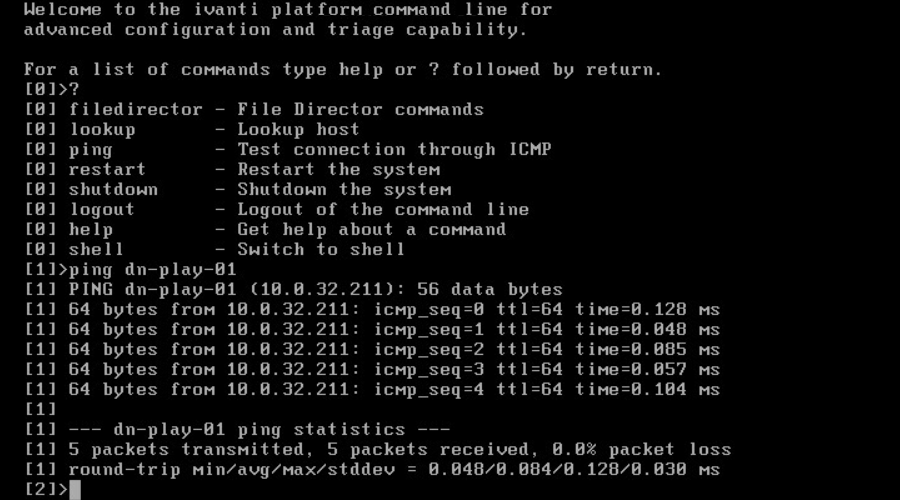 Welcome to the ivanti platform command line for
advanced configuration and triage capability.
For a list of commands type help or ? followed by return.
[0]>?
[0] filedirector - File Director commands
[0] lookup       - Lookup host
[0] ping         - Test connection through ICMP
[0] restart      - Restart the system
[0] shutdown     - Shutdown the system
[0] logout       - Logout of the command line
[0] help         - Get help about a command
[0] shell        - Switch to shell
[1]>ping dn-play-01
[1] PING dn-play-01 (10.0.32.211): 56 data bytes
[1] 64 bytes from 10.0.32.211: icmp_seq=0 ttl=64 time=0.128 ms
[1] 64 bytes from 10.0.32.211: icmp_seq=1 ttl=64 time=0.048 ms
[1] 64 bytes from 10.0.32.211: icmp_seq=2 ttl=64 time=0.085 ms
[1] 64 bytes from 10.0.32.211: icmp_seq=3 ttl=64 time=0.057 ms
[1] 64 bytes from 10.0.32.211: icmp_seq=4 ttl=64 time=0.104 ms
[1]
[1] --- dn-play-01 ping statistics ---
[1] 5 packets transmitted, 5 packets received, 0.0% packet loss
[1] round-trip min/avg/max/stddev = 0.048/0.084/0.128/0.030 ms
[2]>